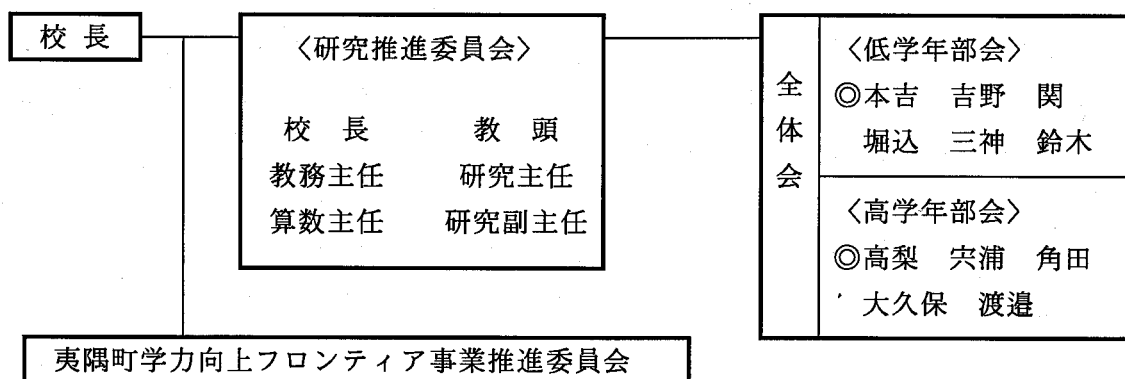 校長
〈研究推進委員会〉
校長 教頭
教務主任 研究主任
算数主任 研究副主任
全体会
〈低学年部会〉
◎本吉 吉野 関
堀込 三神 鈴木
〈高学年部会〉
◎高梨 宍浦 角田
大久保 渡邉
夷隅町学力向上フロンティア事業推進委員会